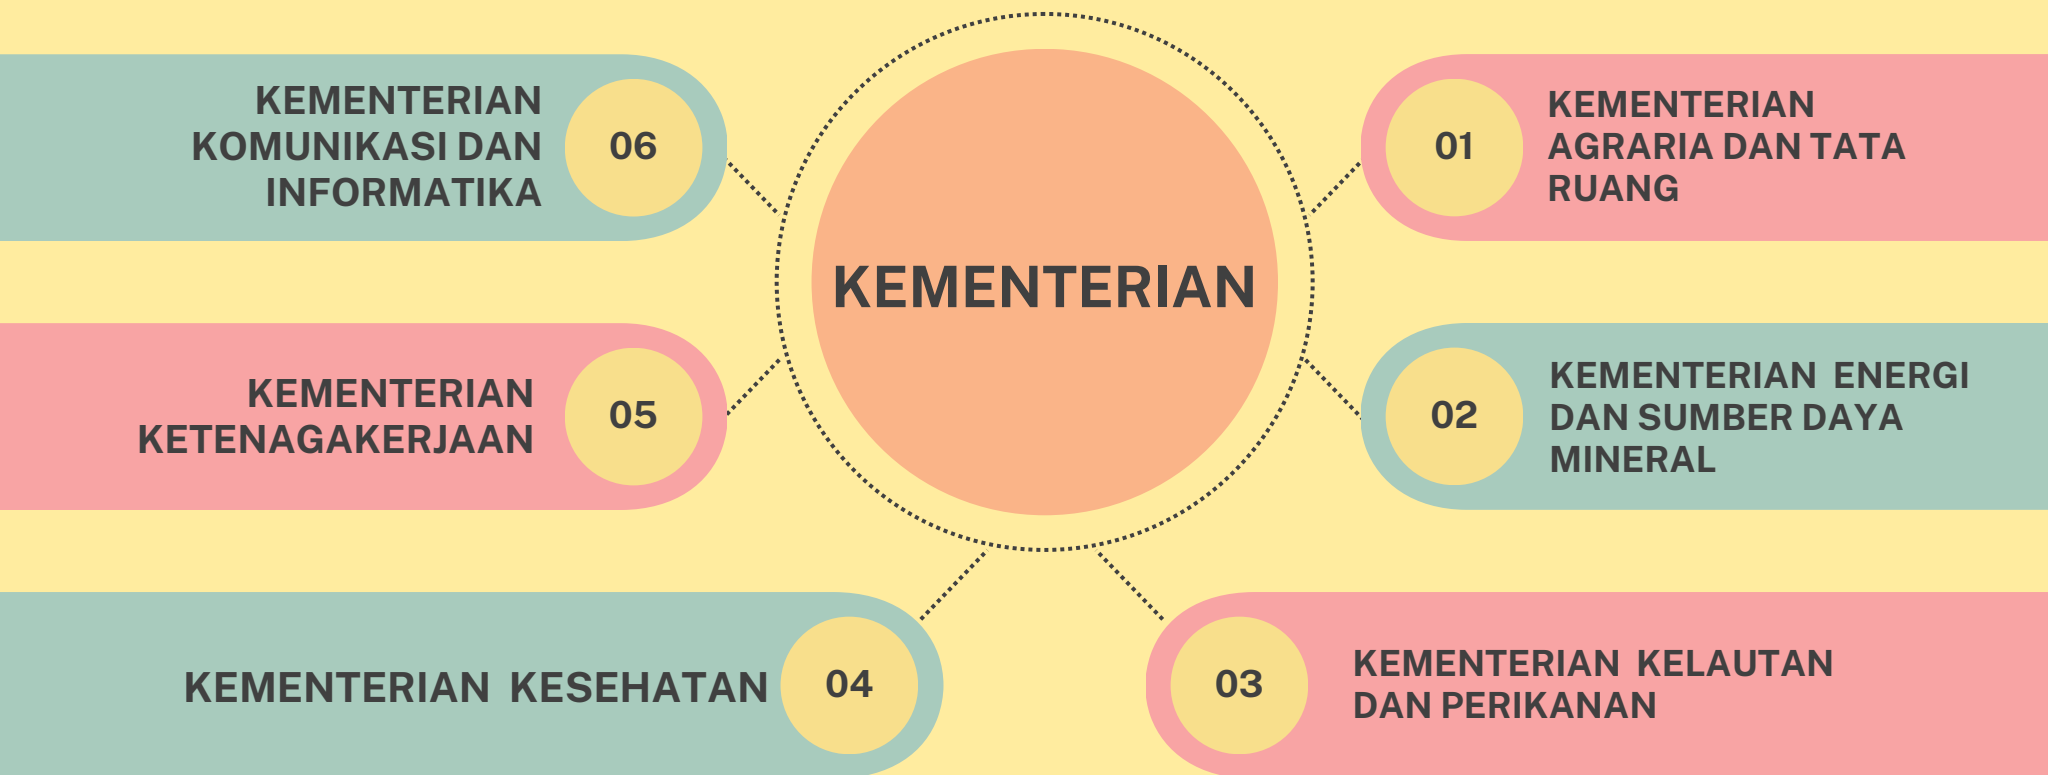 KEMENTERIAN
01
KEMENTERIAN
AGRARIA DAN TATA
RUANG
02
KEMENTERIAN ENERGI
DAN SUMBER DAYA
MINERAL
03
KEMENTERIAN KELAUTAN
DAN PERIKANAN
04
KEMENTERIAN KESEHATAN
05
KEMENTERIAN
KETENAGAKERJAAN
06
KEMENTERIAN
KOMUNIKASI DAN
INFORMATIKA